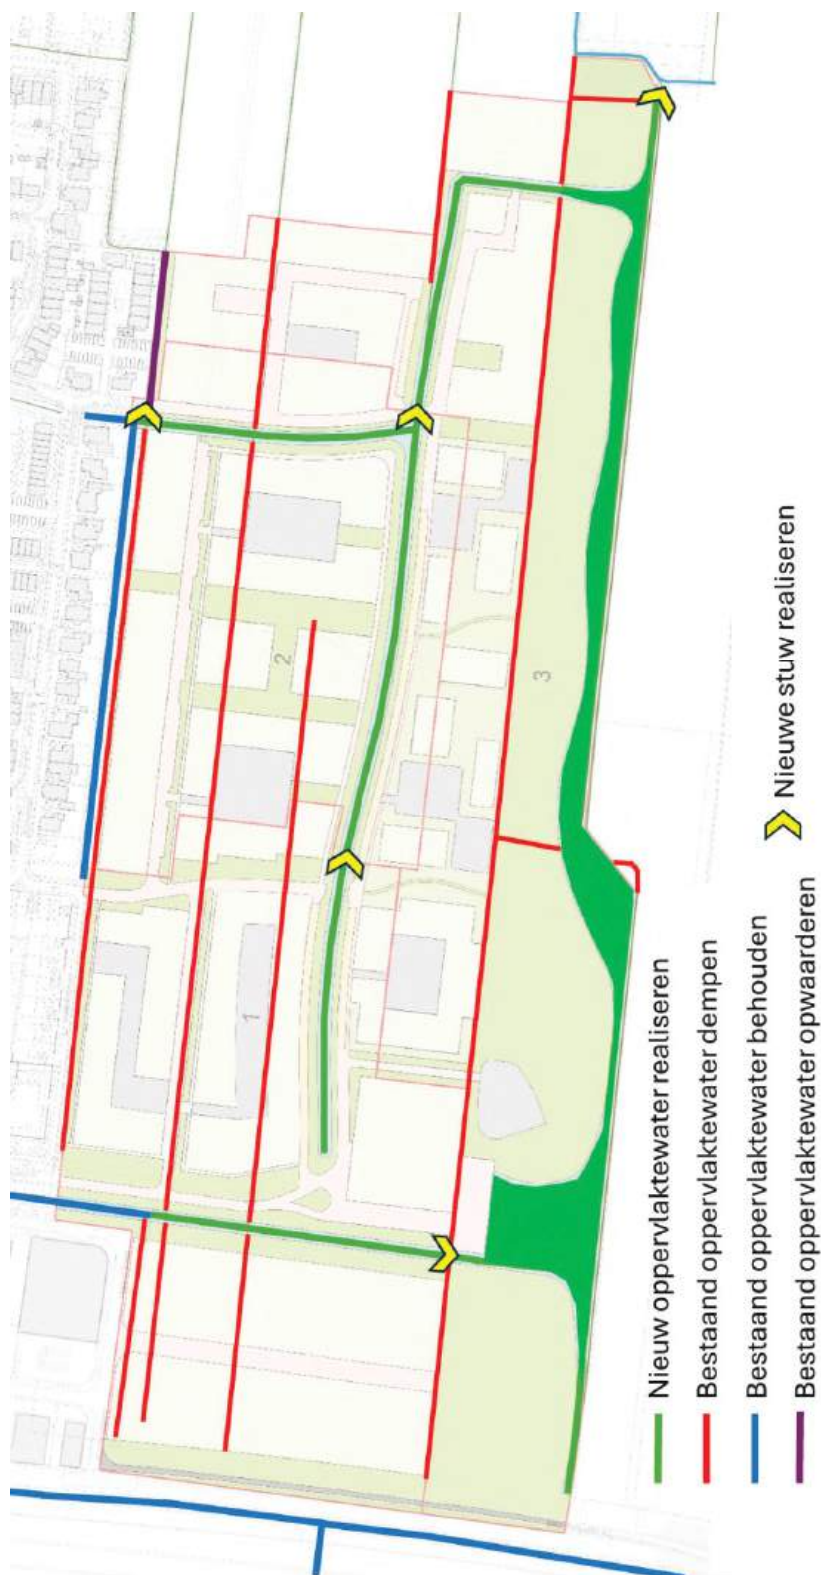 1
2
3
Nieuw oppervlaktewater realiseren
Bestaand oppervlaktewater dempen
Bestaand oppervlaktewater behouden
Bestaand oppervlaktewater opwaarderen
Nieuwe stuw realiseren